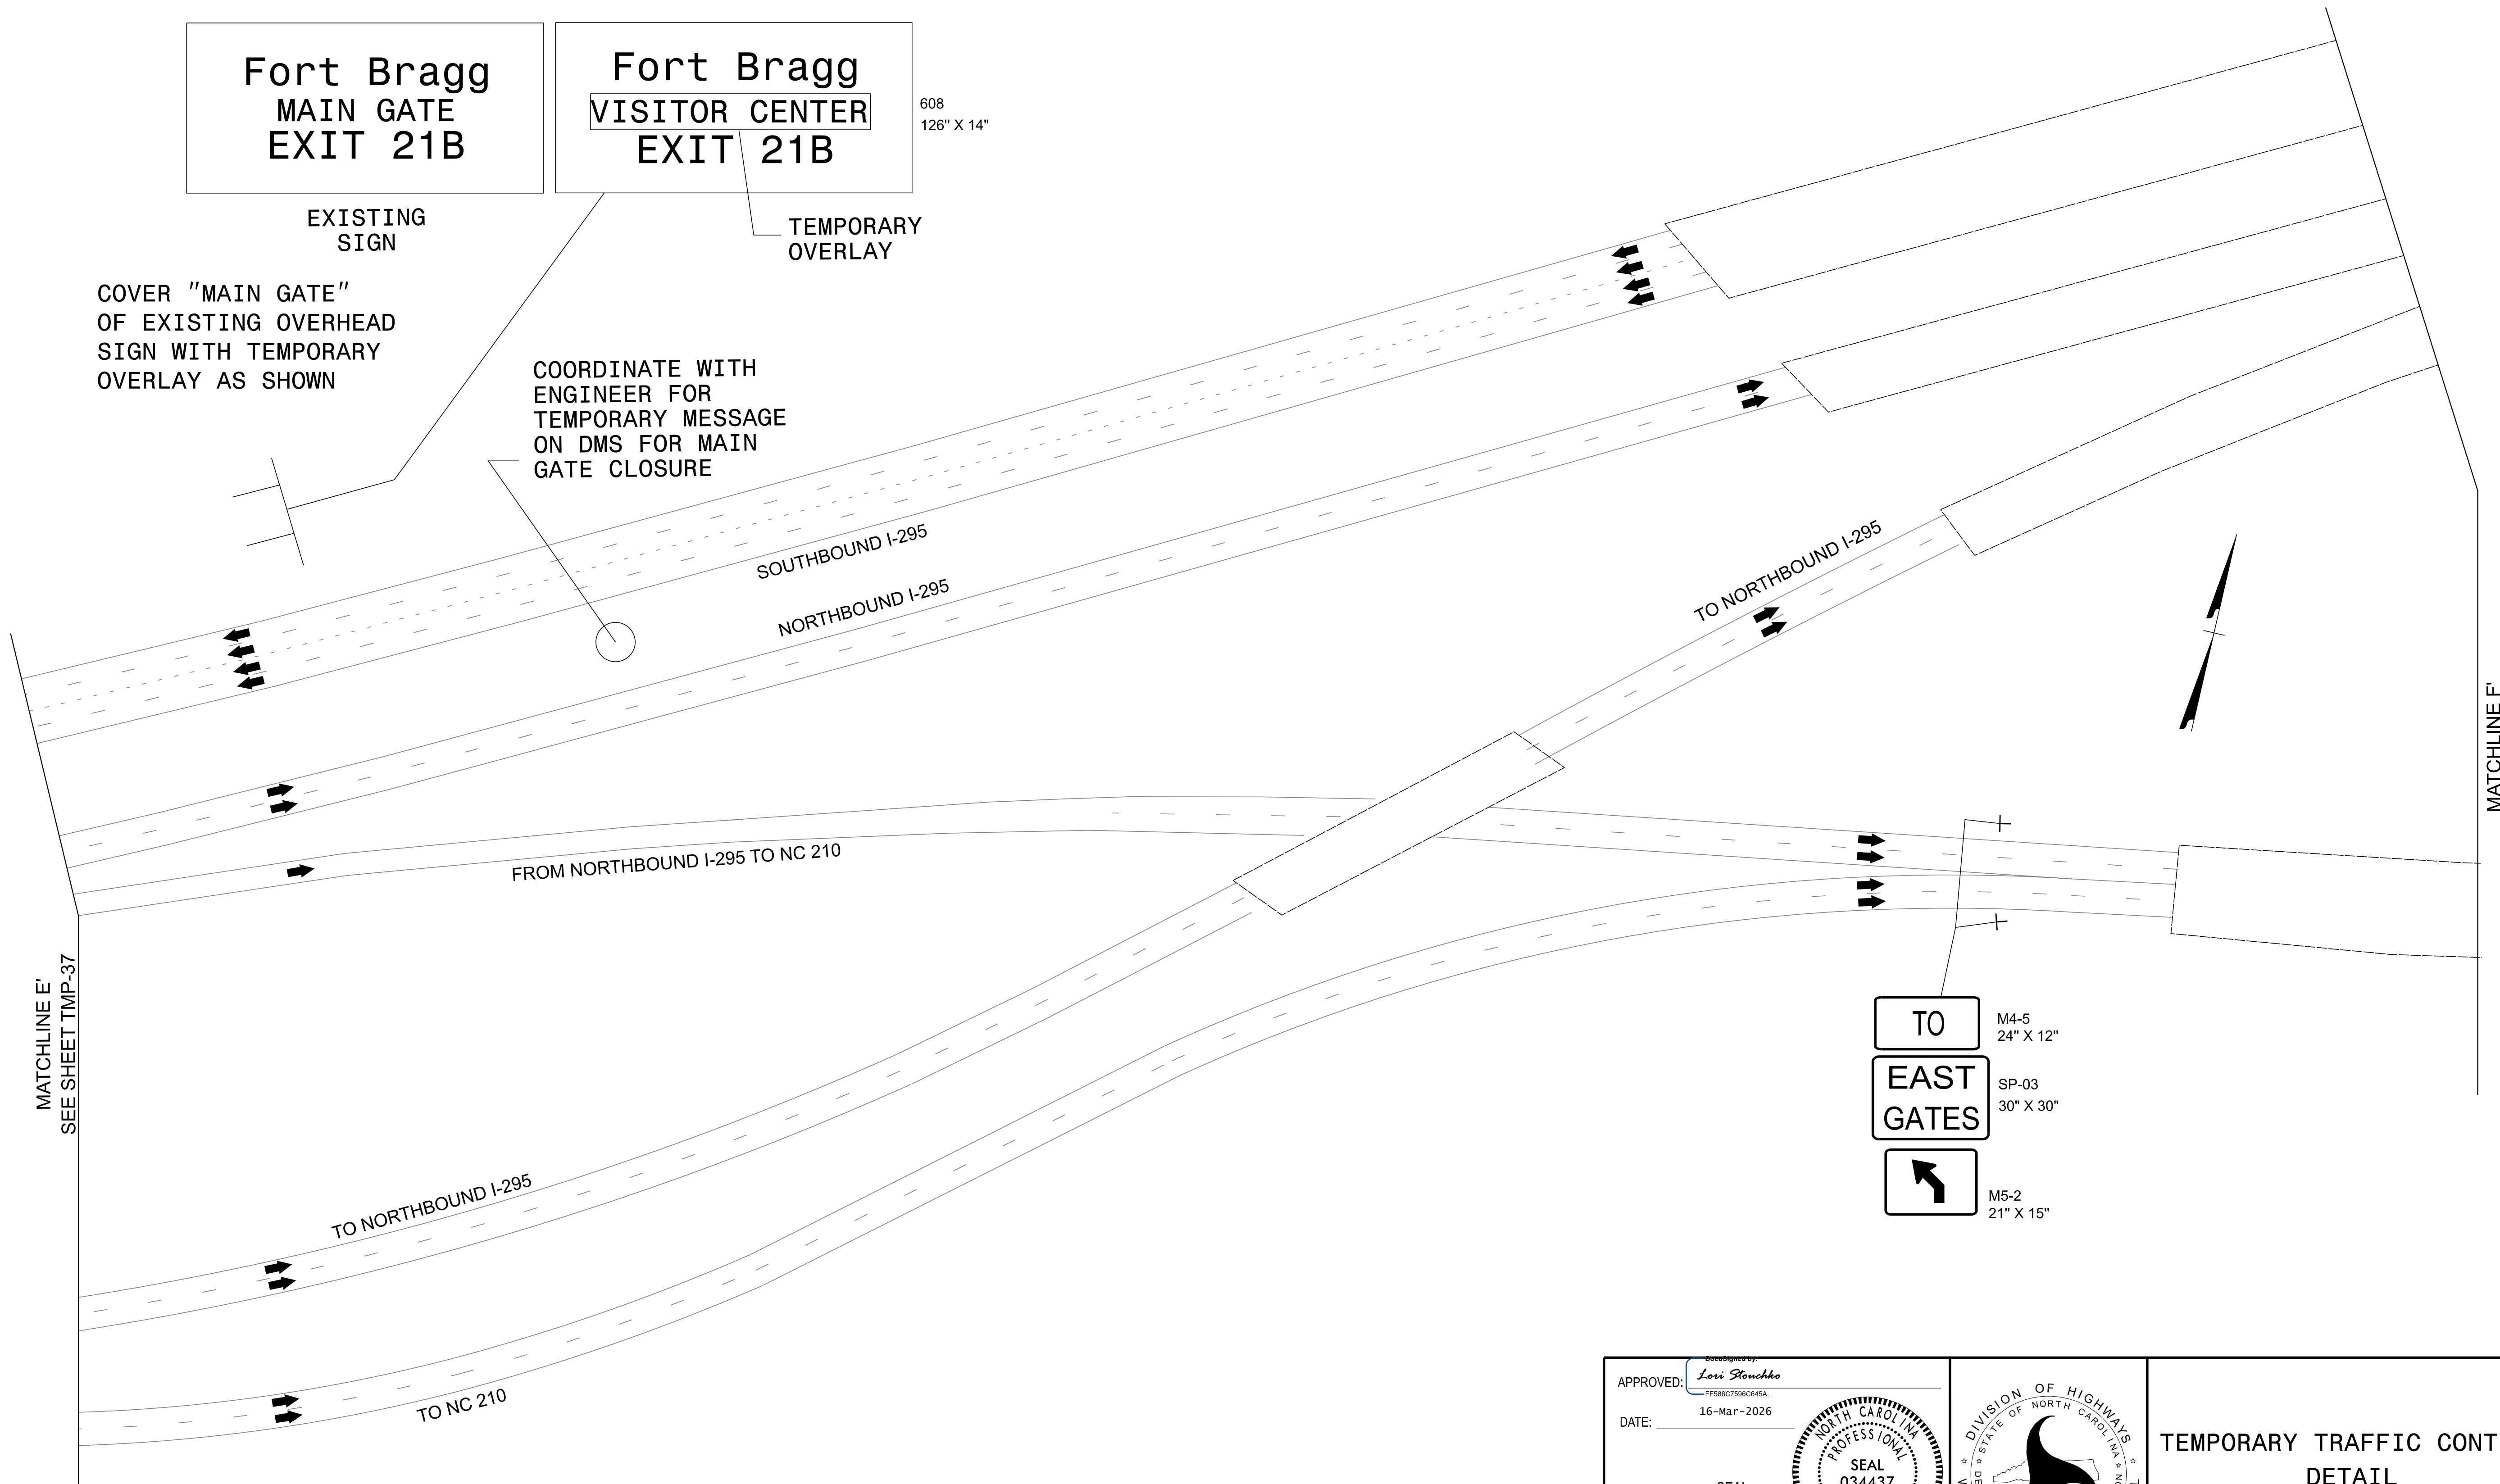 Fort Bragg
MAIN GATE
EXIT 21B
EXISTING
SIGN
Fort Bragg
VISITOR CENTER
EXIT 21B
608
126" X 14"
TEMPORARY
OVERLAY
COVER "MAIN GATE"
OF EXISTING OVERHEAD
SIGN WITH TEMPORARY
OVERLAY AS SHOWN
COORDINATE WITH
ENGINEER FOR
TEMPORARY MESSAGE
ON DMS FOR MAIN
GATE CLOSURE
SOUTHBOUND I-295
NORTHBOUND I-295
TO NORTHBOUND I-295
FROM NORTHBOUND I-295 TO NC 210
MATCHLINE E'
SEE SHEET TMP-37
MATCHLINE F'
TO
M4-5
24" X 12"
EAST
GATES
SP-03
30" X 30"
M5-2
21" X 15"
TO NORTHBOUND I-295
TO NC 210
DocuSigned by:
APPROVED: Lori Stouchko
FF586C7596C645A...
DATE: 16-Mar-2026
NORTH CAROLINA
PROFESSIONAL
SEAL
034437
DIVISION OF HIGHWAYS
STATE OF NORTH CAROLINA
TEMPORARY TRAFFIC CONT
DETAIL